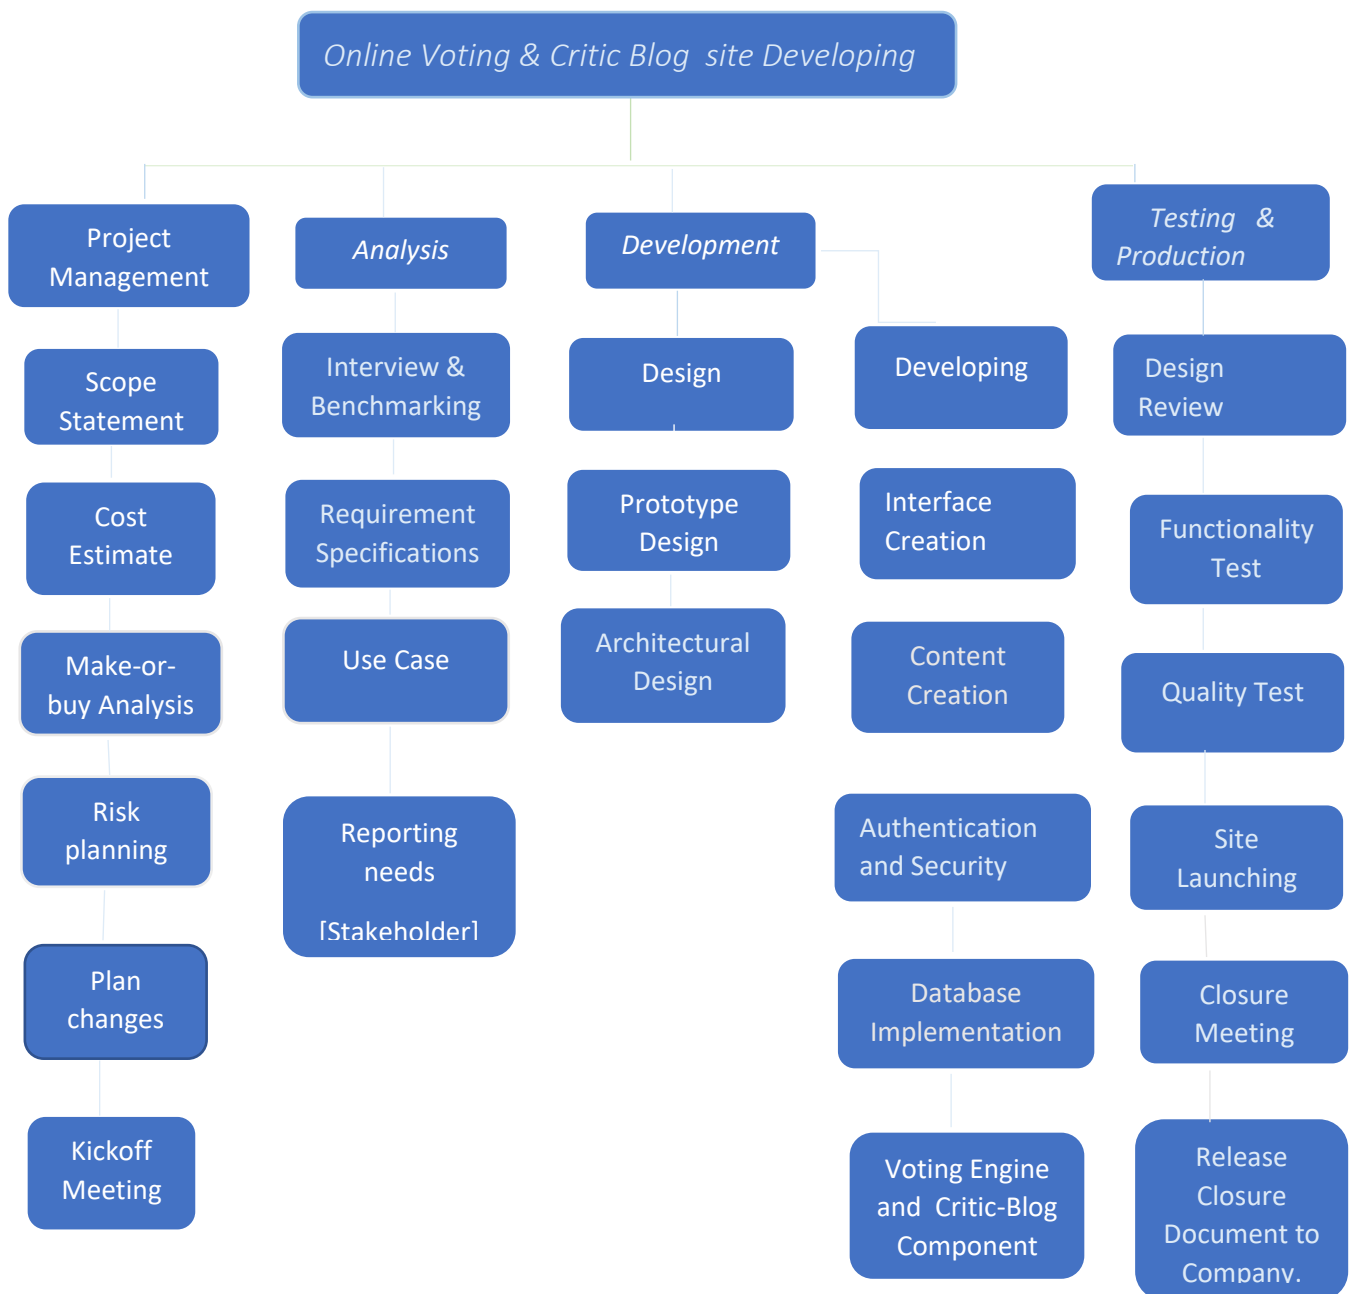 Online Voting & Critic Blog site Developing
Project
Management
Scope
Statement
Cost
Estimate
Make-or-
buy Analysis
Risk
planning
Plan
changes
Kickoff
Meeting
Analysis
Interview &
Benchmarking
Requirement
Specifications
Use Case
Reporting
needs
[Stakeholder]
Development
Design
Prototype
Design
Architectural
Design
Developing
Interface
Creation
Content
Creation
Authentication
and Security
Database
Implementation
Voting Engine
and Critic-Blog
Component
Testing &
Production
Design
Review
Functionality
Test
Quality Test
Site
Launching
Closure
Meeting
Release
Closure
Document to
Company.